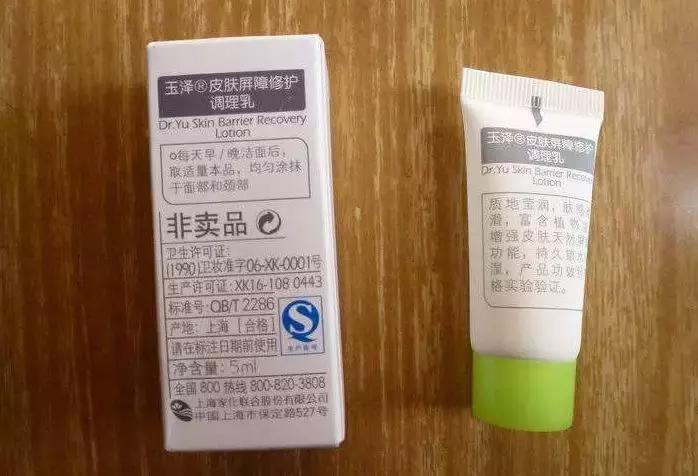 玉泽®皮肤屏障修护
调理乳
Dr.Yu Skin Barrier Recovery
Lotion
每天早/晚洁面后，
取适量本品，均匀涂抹
于面部和颈部
非卖品
卫生许可证：
(1990)卫妆准字06-XK-0001号
生产许可证：XK16-108 0443
标准号：QB/T 2286
产地：上海［合格］
请在标注日期前使用
净含量：5ml
全国 800 热线 800-820-3808
上海家化联合股份有限公司
中国上海市保定路527号
玉泽®皮肤屏障修护
调理乳
Dr.Yu Skin Barrier Recovery
Lotion
质地莹润，肤感
滑，富含植物
增强皮肤天然屏
功能，持久锁水
湿，产品功效经
格实验验证。